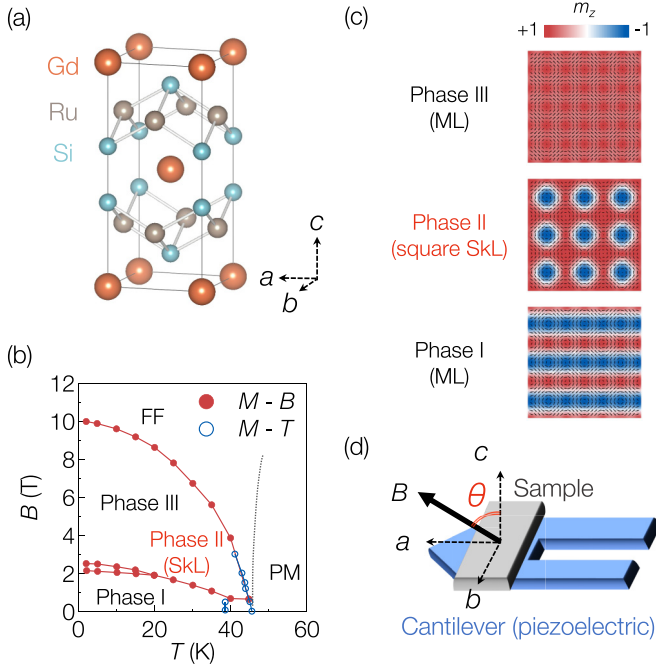 (a)
Gd
Ru
Si
c
a
b
(b)
12
10
8
6
4
2
0
B (T)
0
20
40
60
T (K)
FF
M - B
M - T
Phase III
Phase II
(SkL)
Phase I
PM
(c)
m_z
+1
-1
Phase III
(ML)
Phase II
(square SkL)
Phase I
(ML)
(d)
c
B
θ
Sample
a
b
Cantilever (piezoelectric)